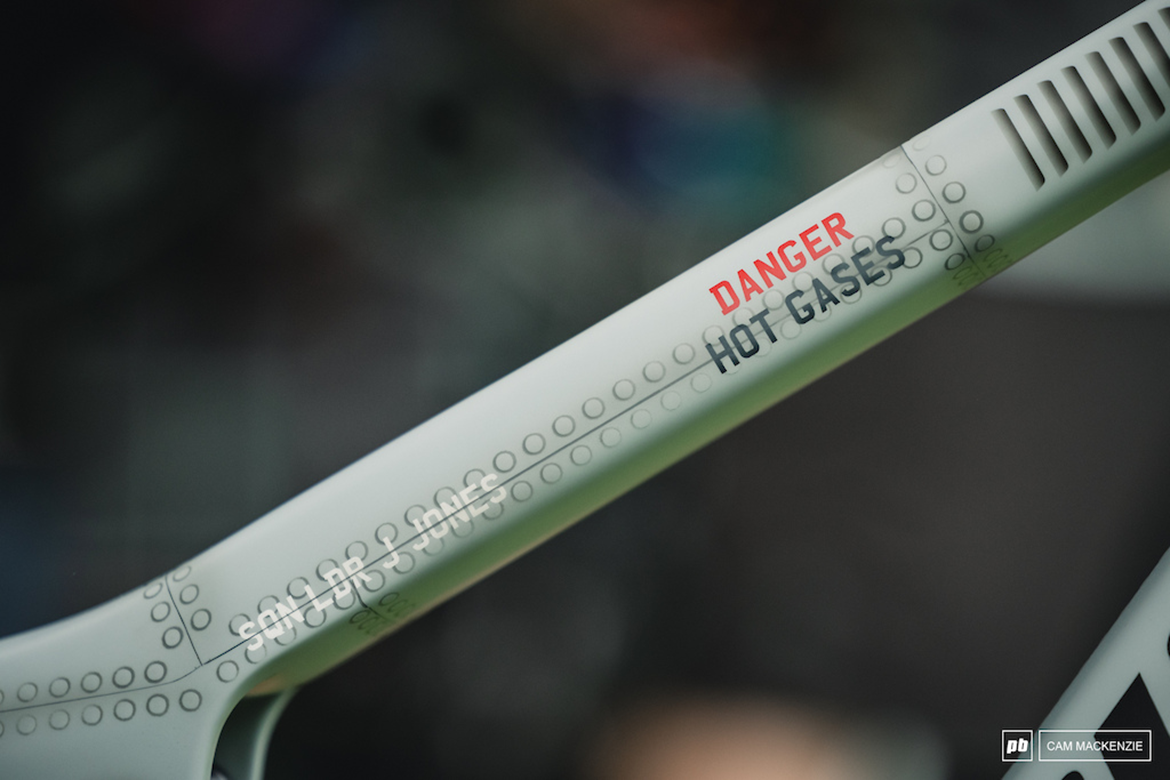 DANGER
HOT GASES
SQN LDR J JONES
pb CAM MACKENZIE